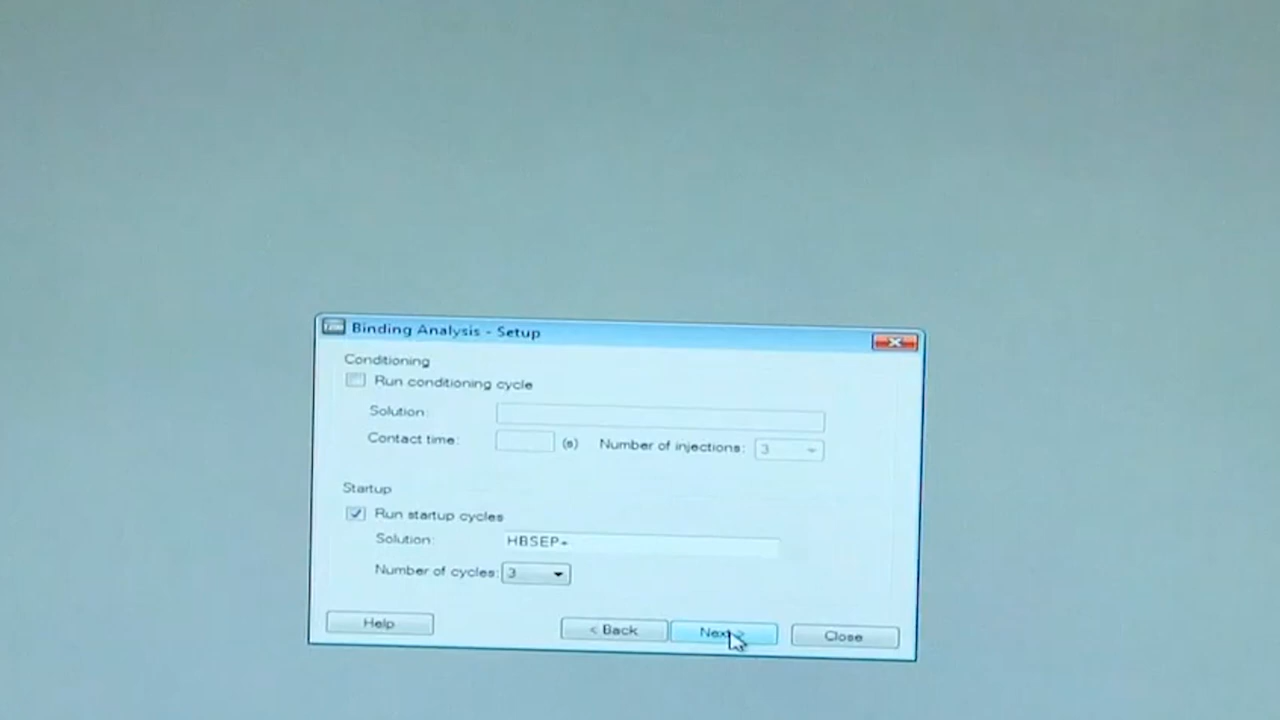 Binding Analysis - Setup
Conditioning
Run conditioning cycle
Solution:
Contact time: (s) Number of injections: 3
Startup
Run startup cycles
Solution: HBSEP+
Number of cycles: 3
Help < Back Next > Close